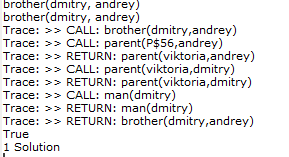 brother(dmitry, andrey)
brother(dmitry, andrey)
Trace: >> CALL: brother(dmitry,andrey)
Trace: >> CALL: parent(P$56,andrey)
Trace: >> RETURN: parent(viktoria,andrey)
Trace: >> CALL: parent(viktoria,dmitry)
Trace: >> RETURN: parent(viktoria,dmitry)
Trace: >> CALL: man(dmitry)
Trace: >> RETURN: man(dmitry)
Trace: >> RETURN: brother(dmitry,andrey)
True
1 Solution